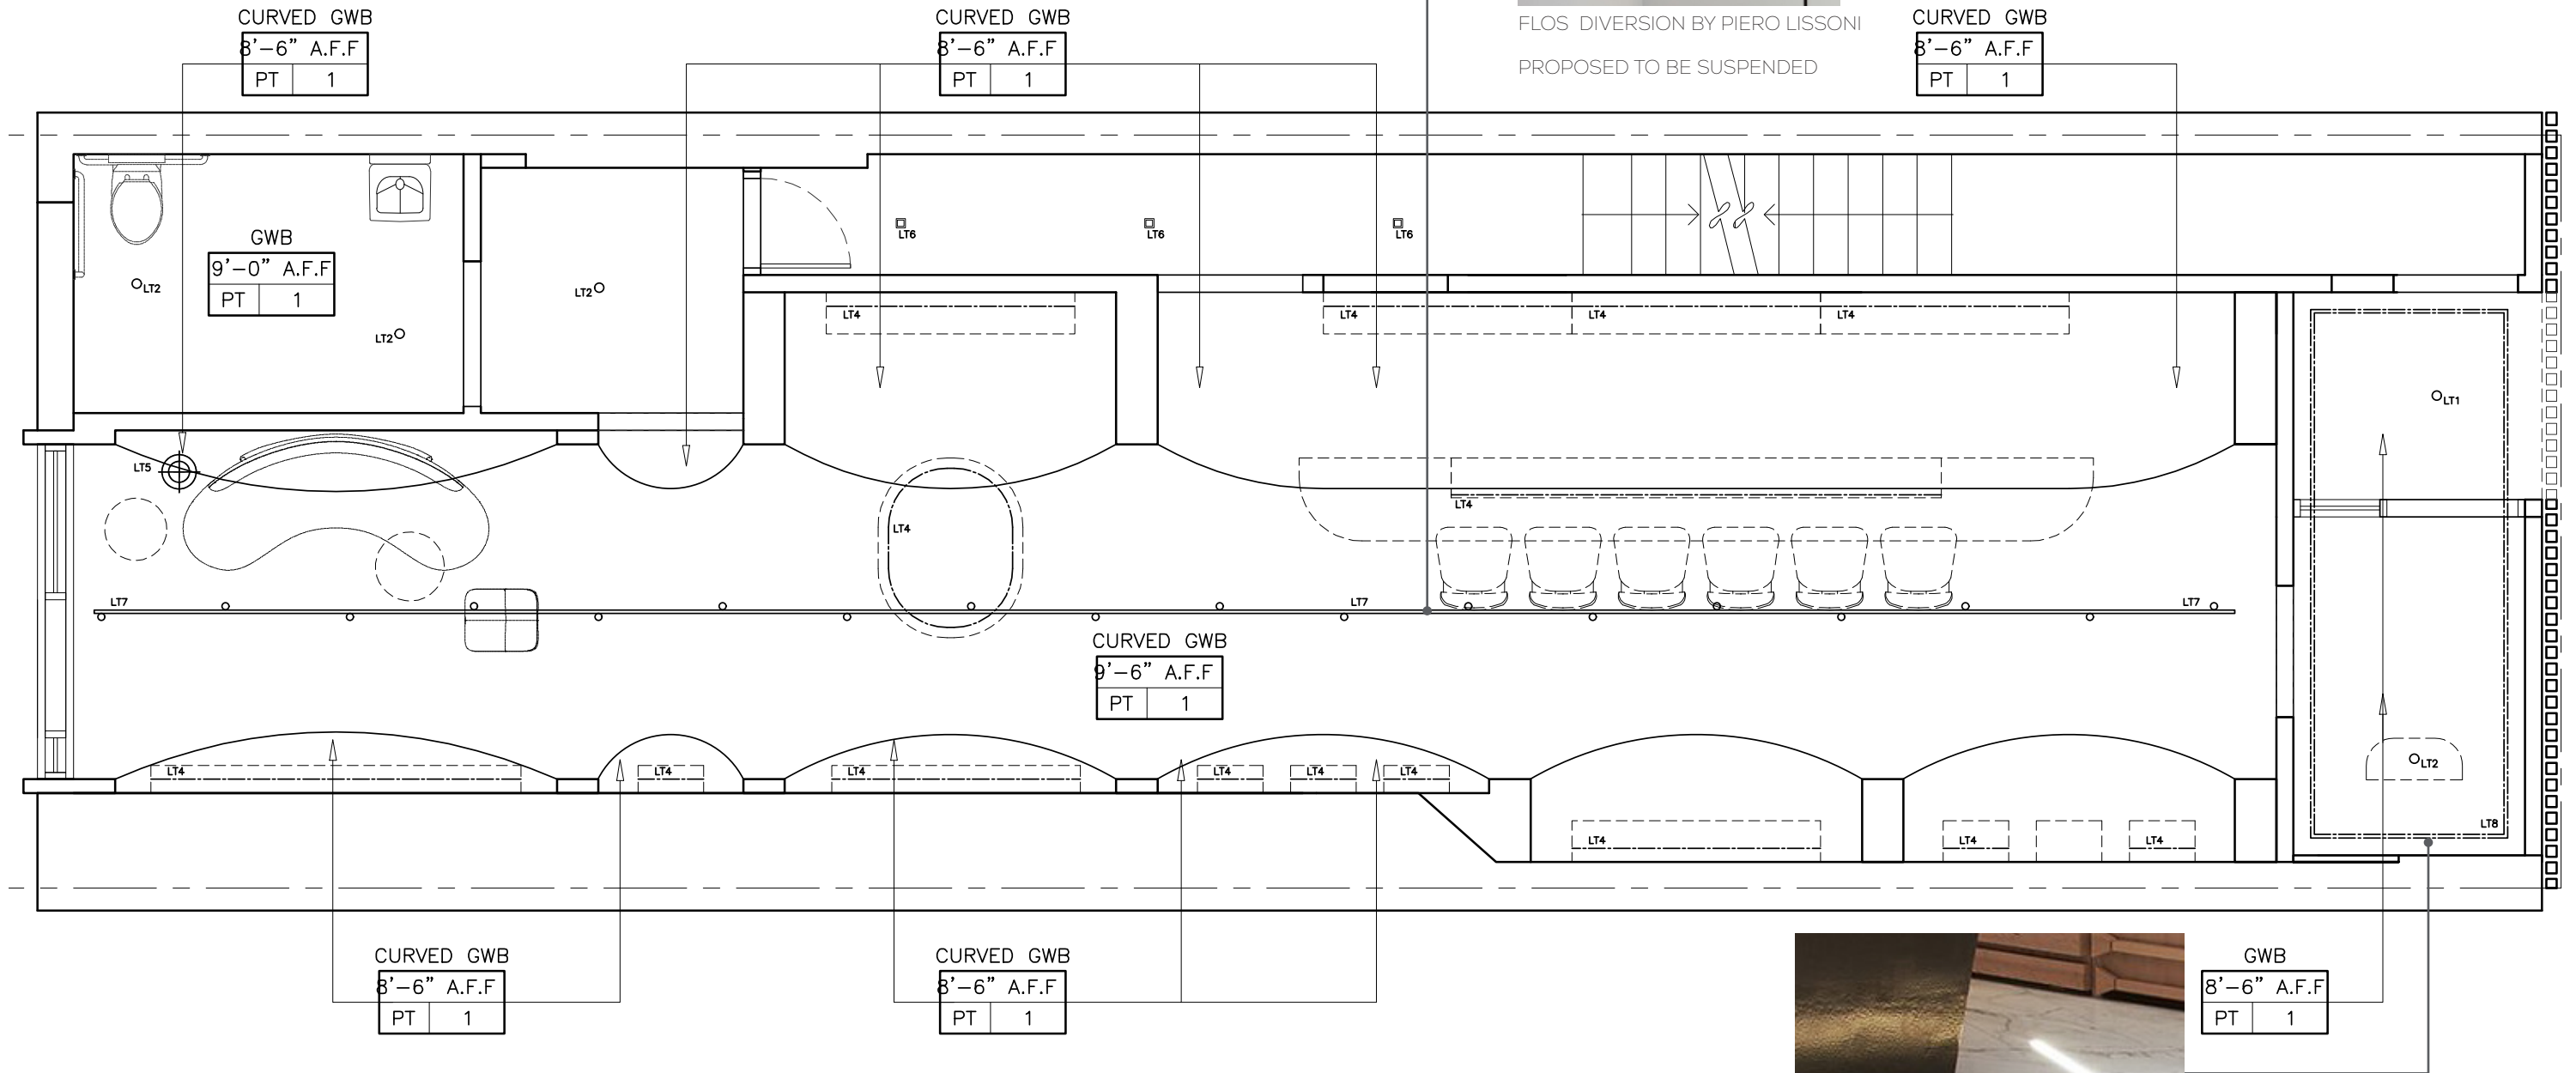 CURVED GWB
8'-6" A.F.F
PT 1
CURVED GWB
8'-6" A.F.F
PT 1
FLOS DIVERSION BY PIERO LISSONI
PROPOSED TO BE SUSPENDED
CURVED GWB
8'-6" A.F.F
PT 1
LT6
LT6
LT6
GWB
9'-0" A.F.F
PT 1
LT2
LT2
LT2
LT4
LT4
LT4
LT4
LT1
LT5
LT4
LT4
LT7
LT7
LT7
CURVED GWB
9'-6" A.F.F
PT 1
LT4
LT4
LT4
LT4
LT4
LT4
LT2
LT8
LT4
LT4
LT4
CURVED GWB
8'-6" A.F.F
PT 1
CURVED GWB
8'-6" A.F.F
PT 1
GWB
8'-6" A.F.F
PT 1